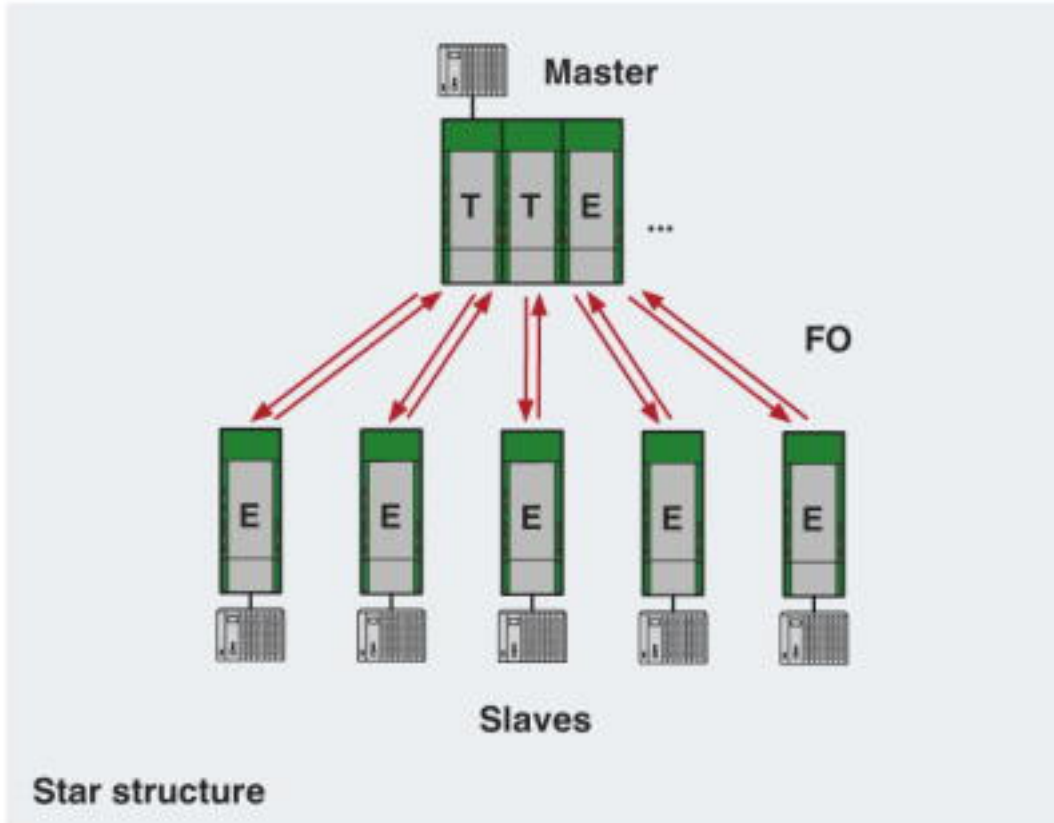 Master
T T E ...
FO
E E E E E
Slaves
Star structure